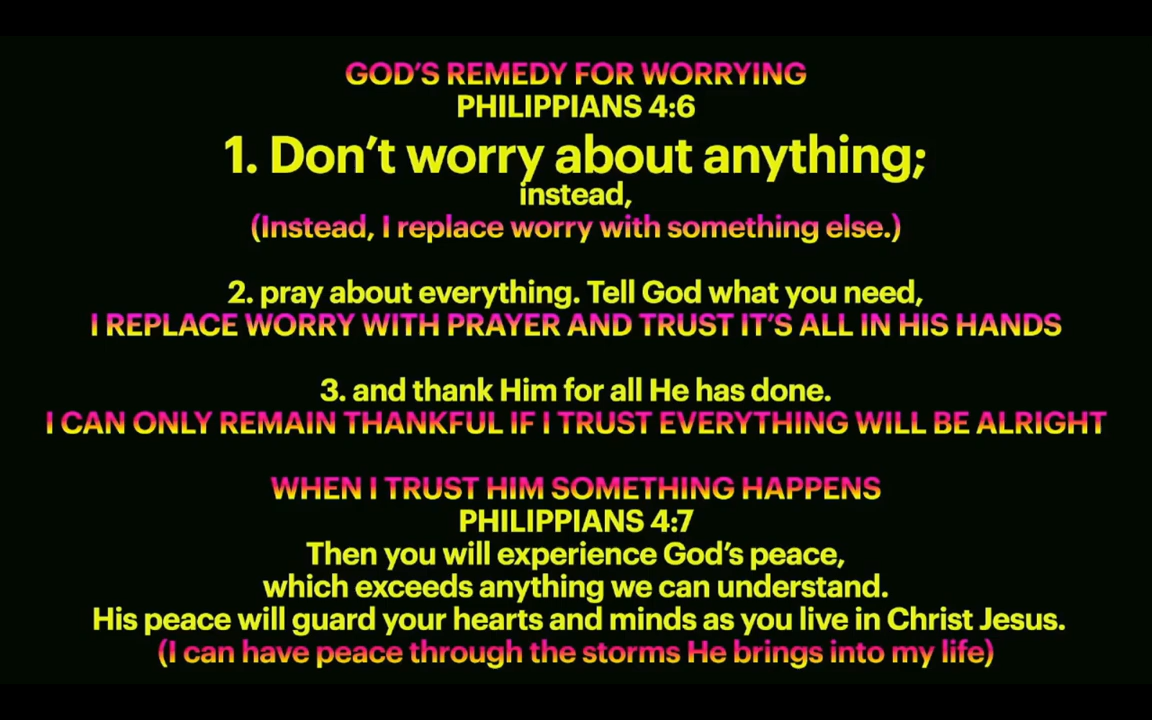 GOD’S REMEDY FOR WORRYING
PHILIPPIANS 4:6
1. Don’t worry about anything;
instead,
(Instead, I replace worry with something else.)
2. pray about everything. Tell God what you need,
I REPLACE WORRY WITH PRAYER AND TRUST IT’S ALL IN HIS HANDS
3. and thank Him for all He has done.
I CAN ONLY REMAIN THANKFUL IF I TRUST EVERYTHING WILL BE ALRIGHT
WHEN I TRUST HIM SOMETHING HAPPENS
PHILIPPIANS 4:7
Then you will experience God’s peace,
which exceeds anything we can understand.
His peace will guard your hearts and minds as you live in Christ Jesus.
(I can have peace through the storms He brings into my life)